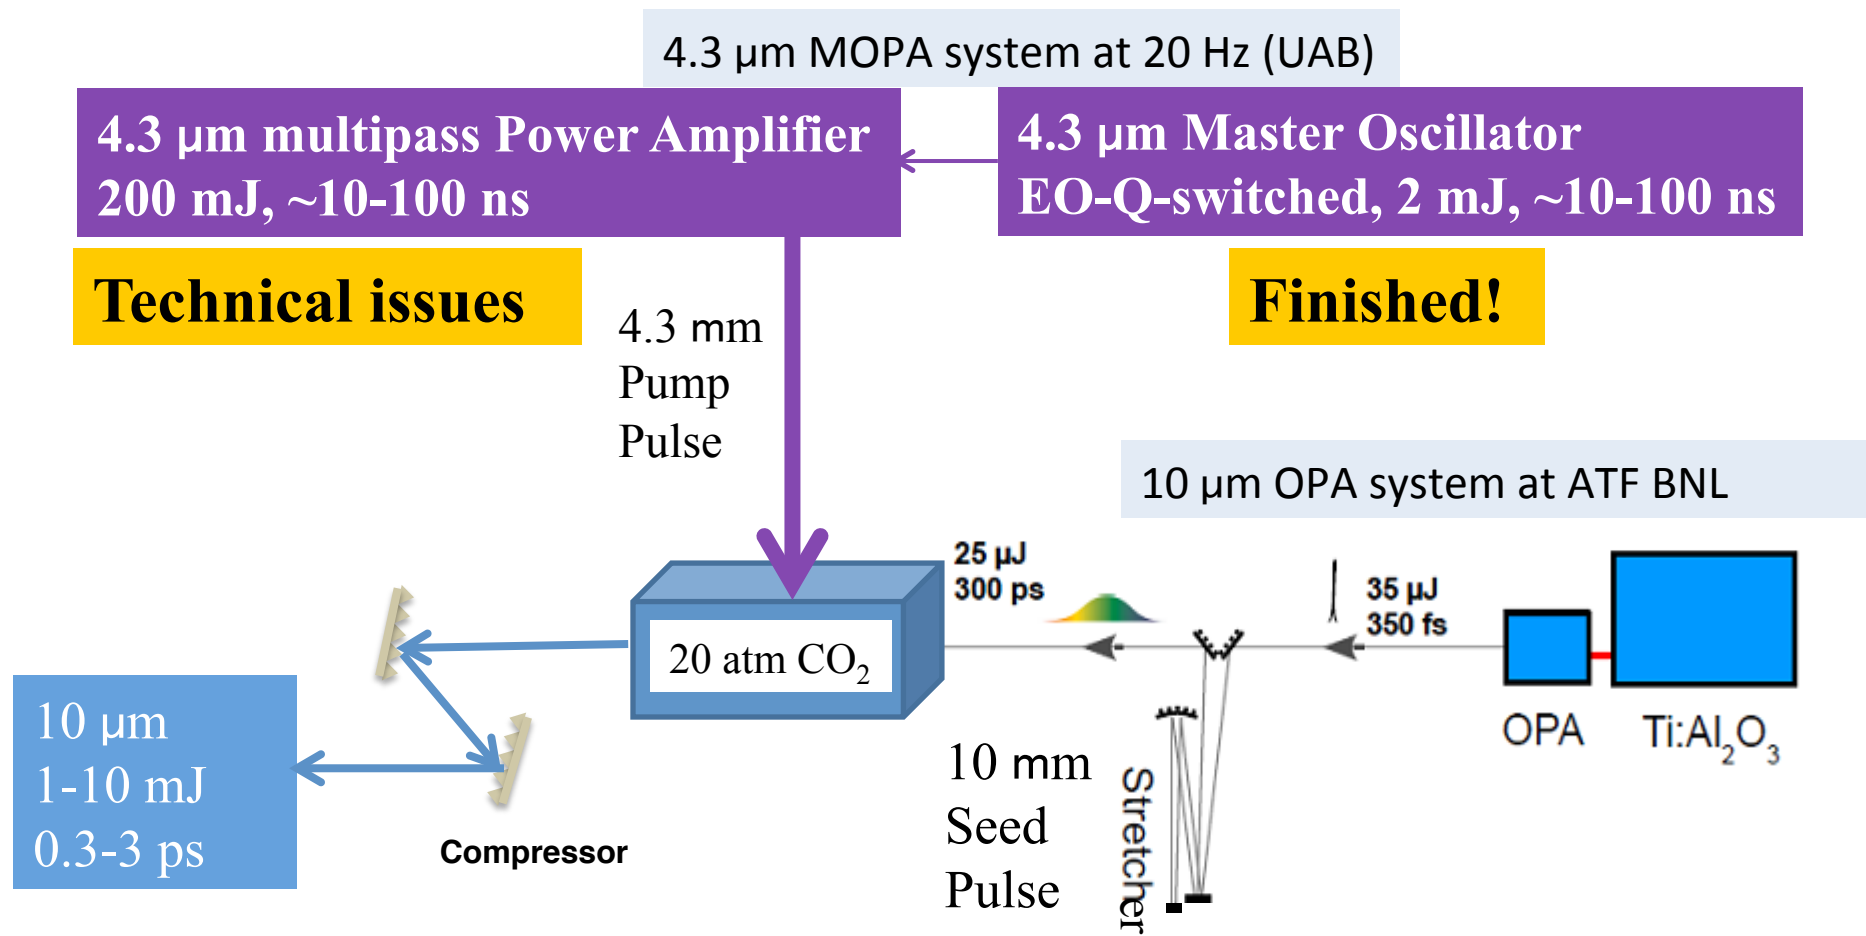 4.3 μm MOPA system at 20 Hz (UAB)
4.3 μm multipass Power Amplifier
200 mJ, ~10-100 ns
4.3 μm Master Oscillator
EO-Q-switched, 2 mJ, ~10-100 ns
Technical issues
Finished!
4.3 mm
Pump
Pulse
10 μm OPA system at ATF BNL
25 μJ
300 ps
35 μJ
350 fs
20 atm CO₂
OPA
Ti:Al₂O₃
10 μm
1-10 mJ
0.3-3 ps
Compressor
10 mm
Seed
Pulse
Stretcher